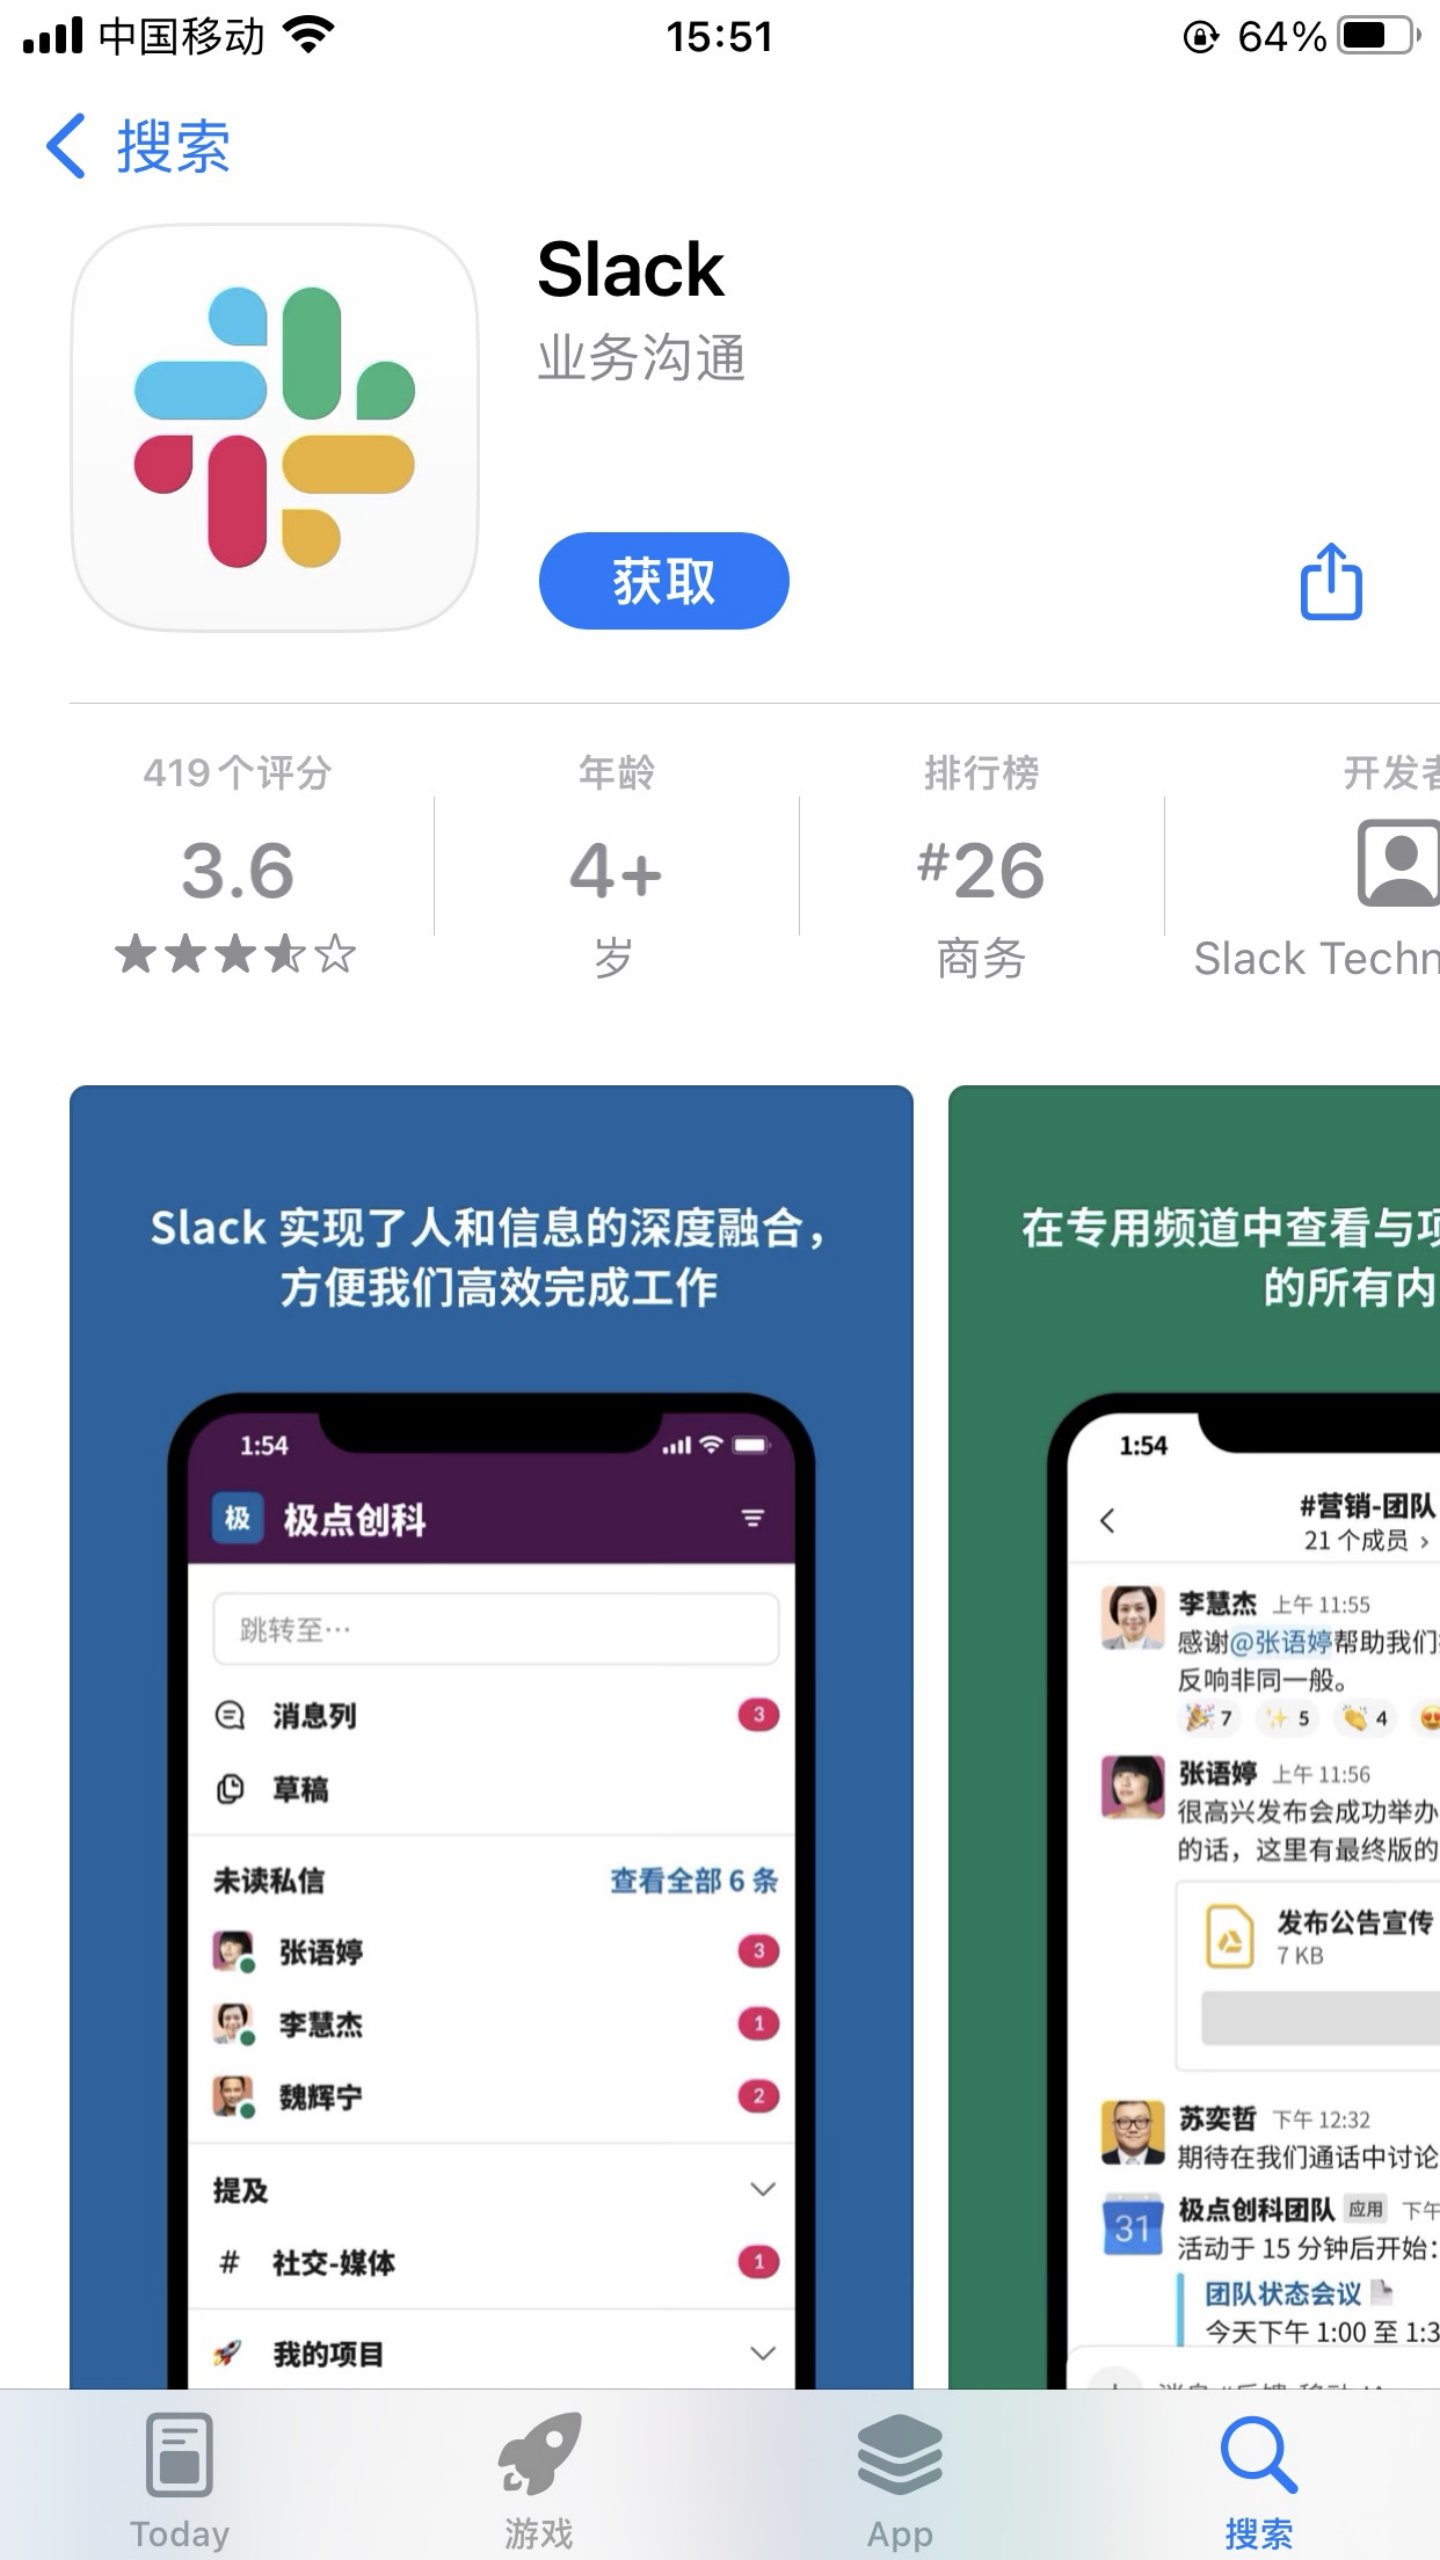 中国移动
15:51
64%
搜索
Slack
业务沟通
获取
419个评分
3.6
年龄
4+
岁
排行榜
#26
商务
开发者
Slack Techn
Slack 实现了人和信息的深度融合，
方便我们高效完成工作
1:54
极 极点创科
跳转至…
消息列 3
草稿
未读私信 查看全部 6 条
张语婷 3
李慧杰 1
魏辉宁 2
提及
# 社交-媒体 1
我的项目
在专用频道中查看与项
的所有内
1:54
#营销-团队
21 个成员 ›
李慧杰 上午 11:55
感谢@张语婷帮助我们
反响非同一般。
7 5 4
张语婷 上午 11:56
很高兴发布会成功举办
的话，这里有最终版的
发布公告宣传
7 KB
苏奕哲 下午 12:32
期待在我们通话中讨论
31
极点创科团队 应用 下午
活动于 15 分钟后开始：
团队状态会议
今天下午 1:00 至 1:3
Today
游戏
App
搜索